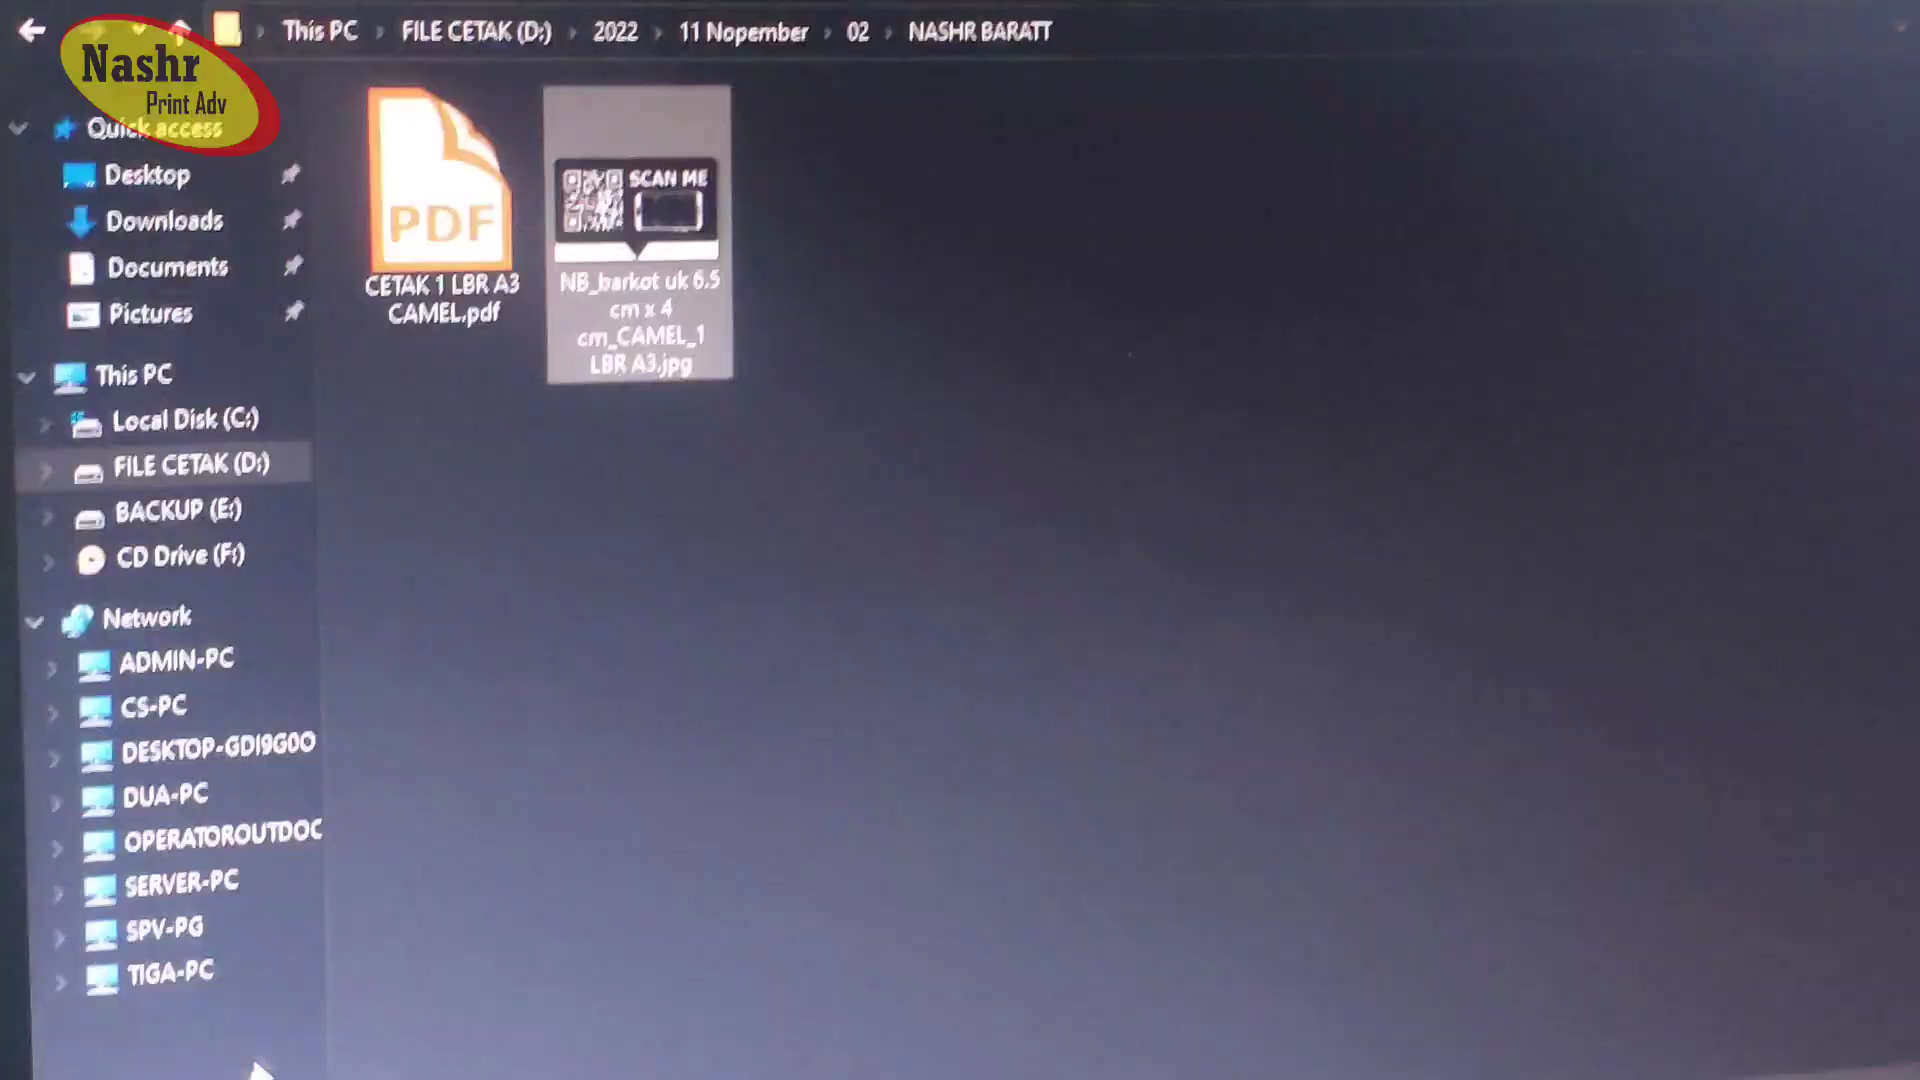 This PC > FILE CETAK (D:) > 2022 > 11 Nopember > 02 > NASHR BARATT
Nashr
Print Adv
Quick access
Desktop
Downloads
Documents
Pictures
This PC
Local Disk (C:)
FILE CETAK (D:)
BACKUP (E:)
CD Drive (F:)
Network
ADMIN-PC
CS-PC
DESKTOP-GDI9G0O
DUA-PC
OPERATOROUTDOC
SERVER-PC
SPV-PG
TIGA-PC
PDF
CETAK 1 LBR A3
CAMEL.pdf
SCAN ME
NB_barkot uk 6.5
cm x 4
cm_CAMEL_1
LBR A3.jpg